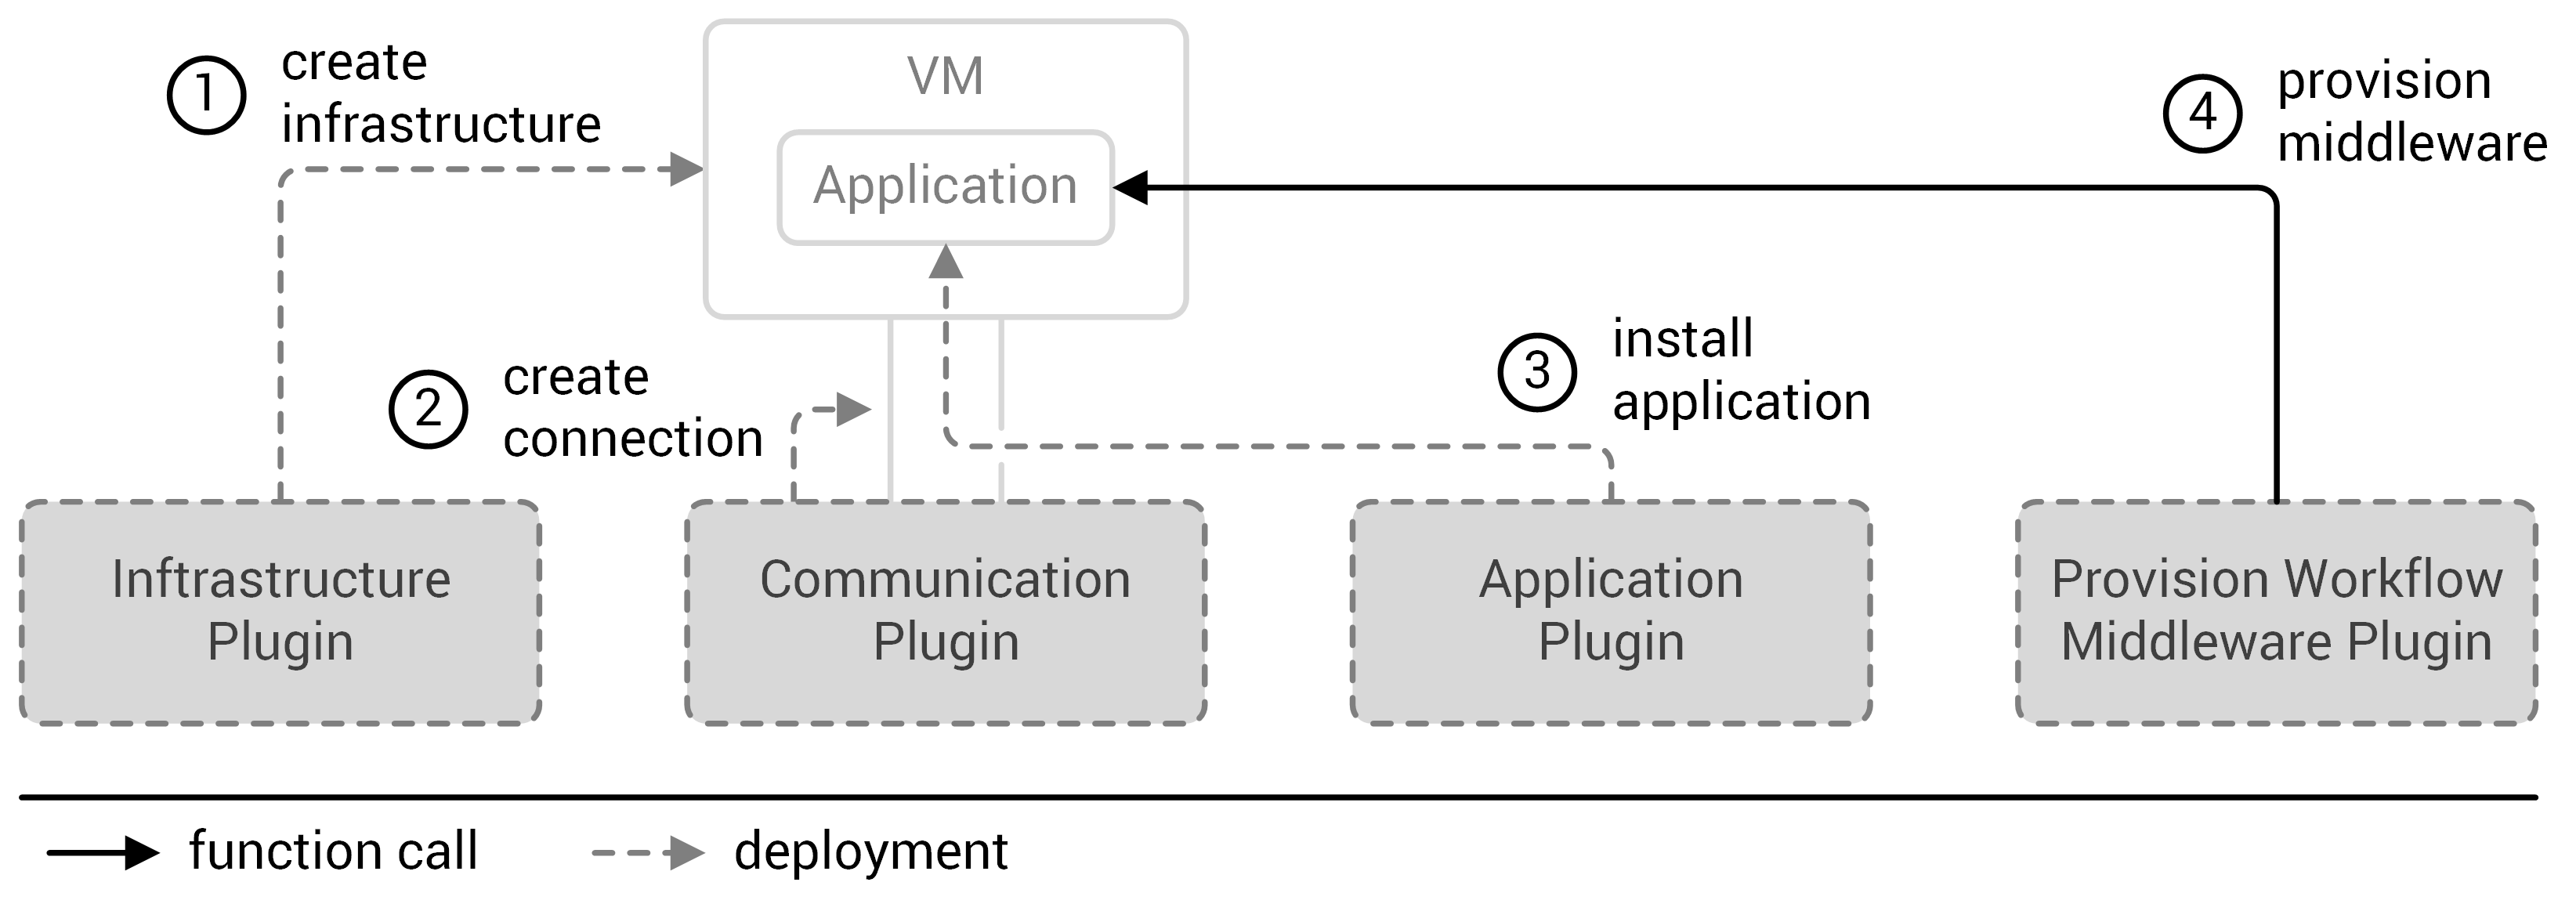 1
create
infrastructure
VM
Application
4
provision
middleware
2
create
connection
3
install
application
Inftrastructure
Plugin
Communication
Plugin
Application
Plugin
Provision Workflow
Middleware Plugin
function call
deployment